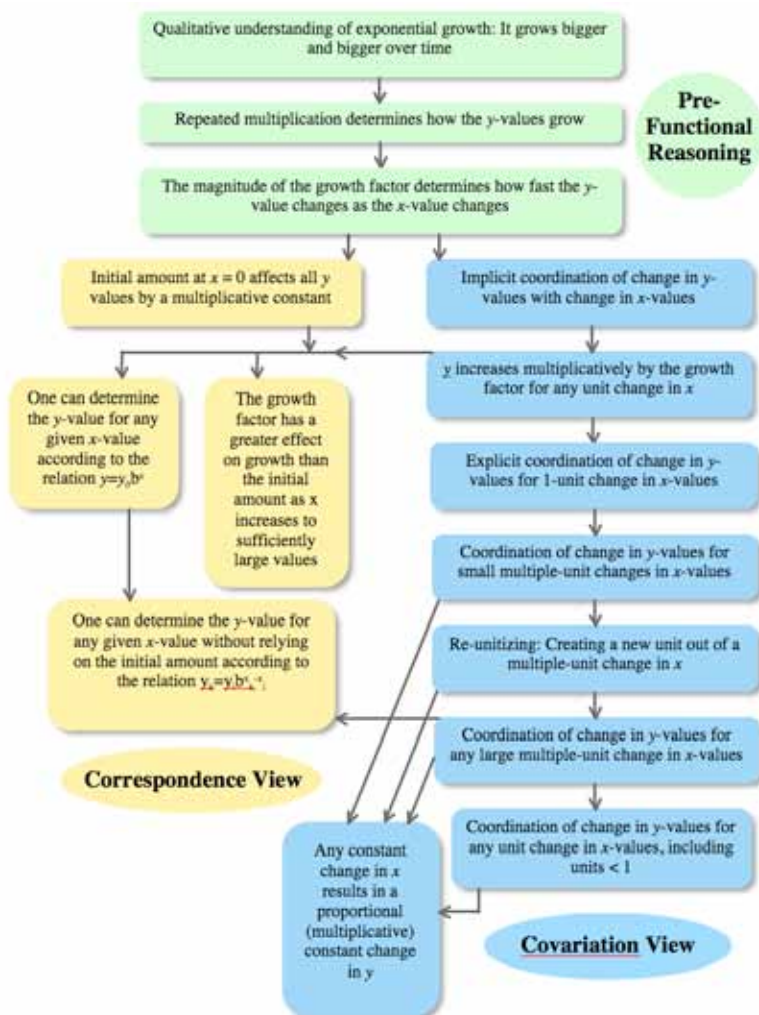 Qualitative understanding of exponential growth: It grows bigger
and bigger over time
Pre-
Functional
Reasoning
Repeated multiplication determines how the y-values grow
The magnitude of the growth factor determines how fast the y-
value changes as the x-value changes
Initial amount at x = 0 affects all y
values by a multiplicative constant
Implicit coordination of change in y-
values with change in x-values
y increases multiplicatively by the growth
factor for any unit change in x
One can determine
the y-value for any
given x-value
according to the
relation y=y₀bˣ
The growth
factor has a
greater effect
on growth than
the initial
amount as x
increases to
sufficiently
large values
Explicit coordination of change in y-
values for 1-unit change in x-values
Coordination of change in y-values for
small multiple-unit changes in x-values
One can determine the y-value for
any given x-value without relying
on the initial amount according to
the relation
Re-unitizing: Creating a new unit out of a
multiple-unit change in x
Coordination of change in y-values for
any large multiple-unit change in x-values
Correspondence View
Coordination of change in y-values for
any unit change in x-values, including
units < 1
Any constant
change in x
results in a
proportional
(multiplicative)
constant change
in y
Covariation View